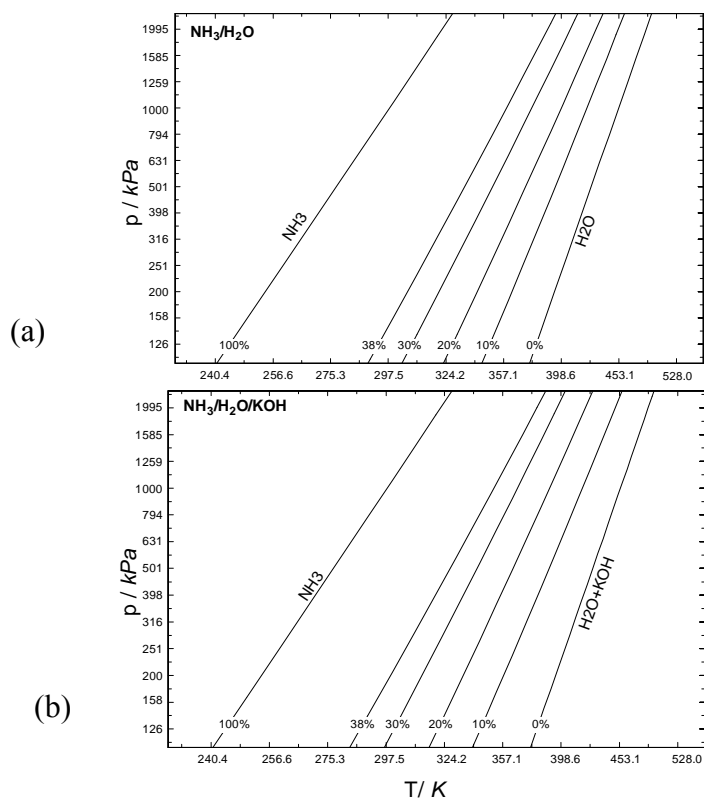 NH3/H2O
1995
1585
1259
1000
794
631
501
398
316
251
200
158
126
p / kPa
NH3
H2O
100%
38%
30%
20%
10%
0%
240.4 256.6 275.3 297.5 324.2 357.1 398.6 453.1 528.0
(a)
NH3/H2O/KOH
1995
1585
1259
1000
794
631
501
398
316
251
200
158
126
p / kPa
NH3
H2O+KOH
100%
38%
30%
20%
10%
0%
240.4 256.6 275.3 297.5 324.2 357.1 398.6 453.1 528.0
(b)
T/ K